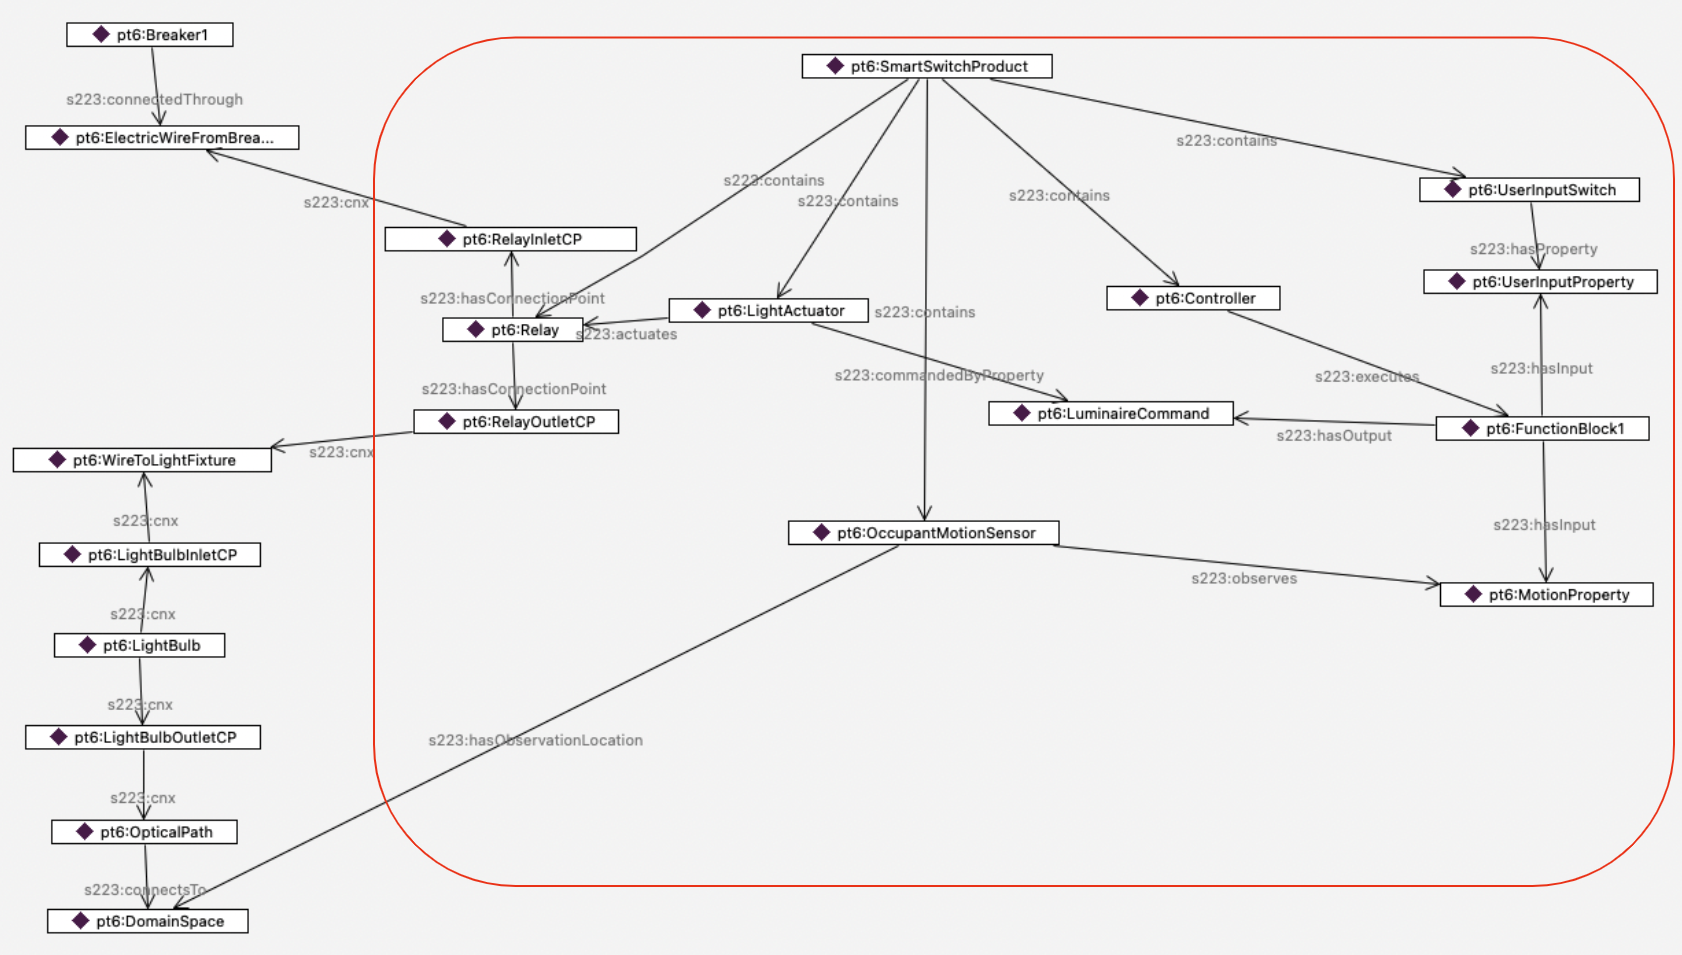 pt6:Breaker1
pt6:SmartSwitchProduct
s223:connectedThrough
pt6:ElectricWireFromBrea...
s223:contains
s223:contains
s223:contains
s223:contains
pt6:UserInputSwitch
s223:cnx
pt6:RelayInletCP
s223:hasProperty
pt6:UserInputProperty
s223:hasConnectionPoint
pt6:Controller
pt6:LightActuator
s223:contains
pt6:Relay
s223:actuates
s223:hasInput
s223:commandedByProperty
s223:executes
s223:hasConnectionPoint
pt6:LuminaireCommand
pt6:RelayOutletCP
pt6:FunctionBlock1
s223:hasOutput
s223:cnx
pt6:WireToLightFixture
s223:cnx
s223:hasInput
pt6:OccupantMotionSensor
pt6:LightBulbInletCP
s223:observes
pt6:MotionProperty
s223:cnx
pt6:LightBulb
s223:cnx
pt6:LightBulbOutletCP
s223:hasObservationLocation
s223:cnx
pt6:OpticalPath
s223:connectsTo
pt6:DomainSpace